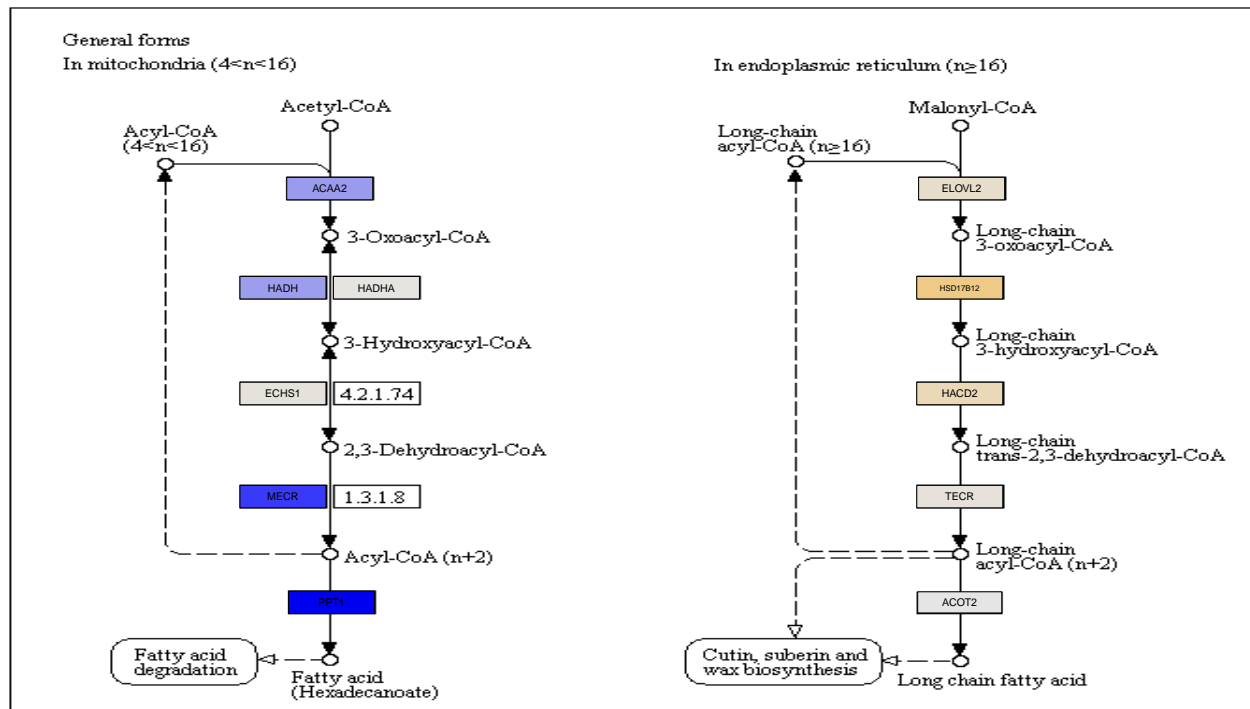 General forms
In mitochondria (4<n<16)
Acetyl-CoA
Acyl-CoA
(4<n<16)
ACAA2
3-Oxoacyl-CoA
HADH
HADHA
3-Hydroxyacyl-CoA
ECHS1
4.2.1.74
2,3-Dehydroacyl-CoA
MECR
1.3.1.8
Acyl-CoA (n+2)
PPT1
Fatty acid
degradation
Fatty acid
(Hexadecanoate)
In endoplasmic reticulum (n≥16)
Malonyl-CoA
Long-chain
acyl-CoA (n≥16)
ELOVL2
Long-chain
3-oxoacyl-CoA
HSD17B12
Long-chain
3-hydroxyacyl-CoA
HACD2
Long-chain
trans-2,3-dehydroacyl-CoA
TECR
Long-chain
acyl-CoA (n+2)
ACOT2
Cutin, suberin and
wax biosynthesis
Long chain fatty acid